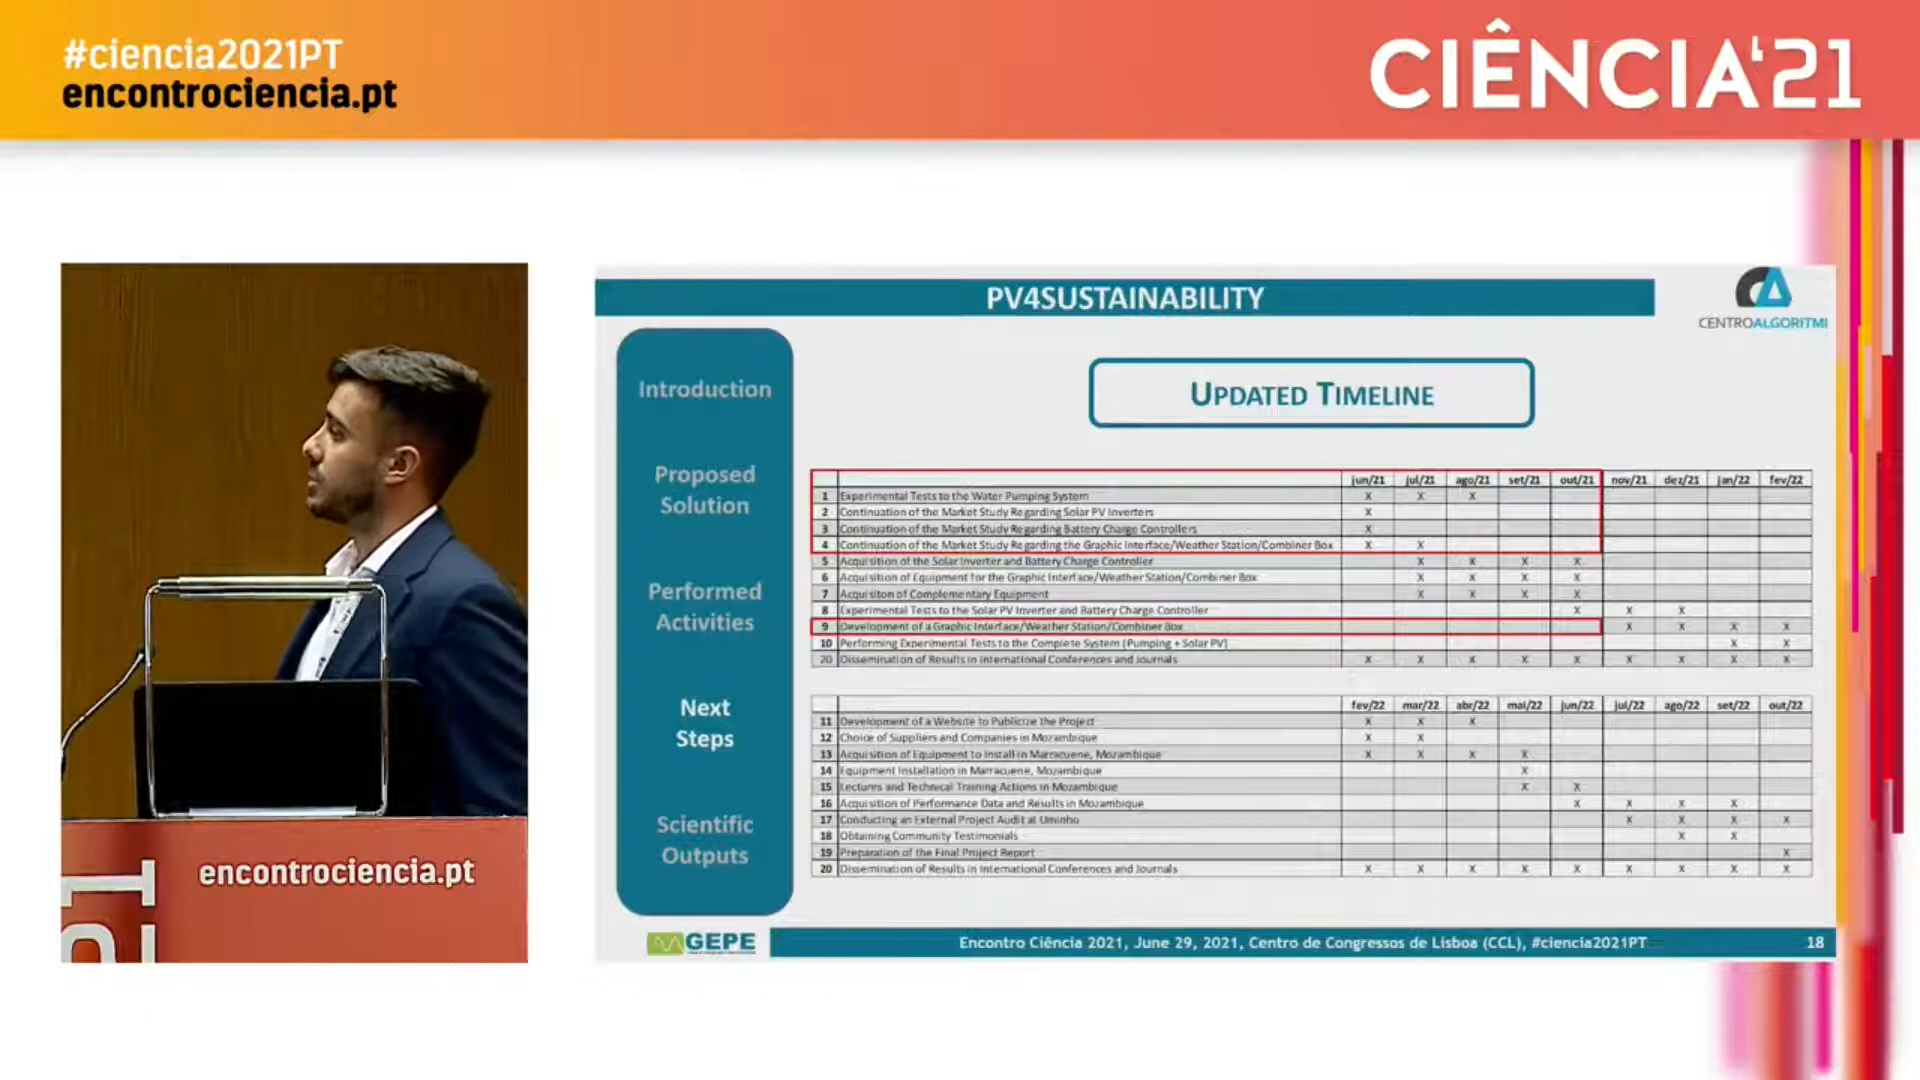 #ciencia2021PT
encontrociencia.pt
CIÊNCIA'21
encontrociencia.pt
PV4SUSTAINABILITY
CENTROALGORITMI
Introduction
Proposed
Solution
Performed
Activities
Next
Steps
Scientific
Outputs
UPDATED TIMELINE
jun/21 jul/21 ago/21 set/21 out/21 nov/21 dez/21 jan/22 fev/22
1 Experimental Tests to the Water Pumping System X X X
2 Continuation of the Market Study Regarding Solar PV Inverters X
3 Continuation of the Market Study Regarding Battery Charge Controllers X
4 Continuation of the Market Study Regarding the Graphic Interface/Weather Station/Combiner Box X X
5 Acquisition of the Solar Inverter and Battery Charge Controller X X X X
6 Acquisition of Equipment for the Graphic Interface/Weather Station/Combiner Box X X X X
7 Acquisiton of Complementary Equipment X X X X
8 Experimental Tests to the Solar PV Inverter and Battery Charge Controller X X X
9 Development of a Graphic Interface/Weather Station/Combiner Box X X X X
10 Performing Experimental Tests to the Complete System (Pumping + Solar PV) X X
20 Dissemination of Results in International Conferences and Journals X X X X X X X X X
fev/22 mar/22 abr/22 mai/22 jun/22 jul/22 ago/22 set/22 out/22
11 Development of a Website to Publicize the Project X X X
12 Choice of Suppliers and Companies in Mozambique X X
13 Acquisition of Equipment to Install in Marracuene, Mozambique X X X X
14 Equipment Installation in Marracuene, Mozambique X
15 Lectures and Technical Training Actions in Mozambique X X
16 Acquisition of Performance Data and Results in Mozambique X X X X
17 Conducting an External Project Audit at Uminho X X X X
18 Obtaining Community Testimonials X X
19 Preparation of the Final Project Report X
20 Dissemination of Results in International Conferences and Journals X X X X X X X X X
GEPE
Encontro Ciência 2021, June 29, 2021, Centro de Congressos de Lisboa (CCL), #ciencia2021PT 18